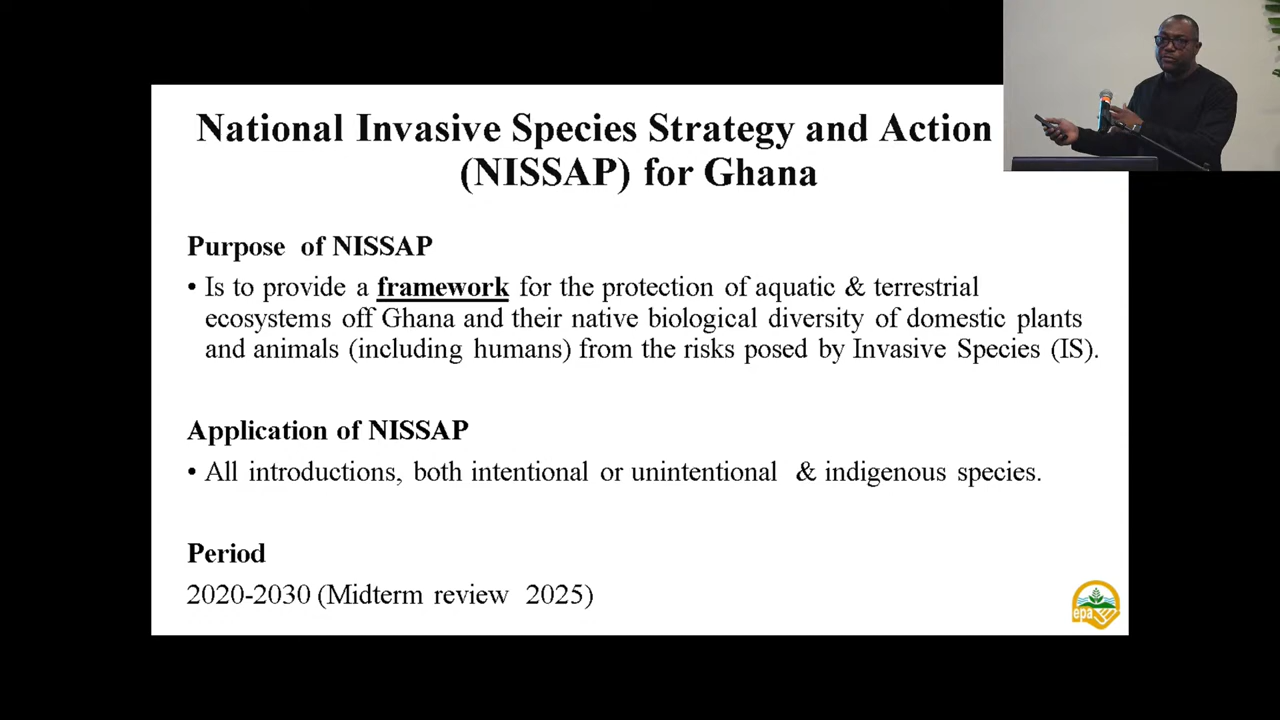 National Invasive Species Strategy and Action
(NISSAP) for Ghana
Purpose of NISSAP
• Is to provide a framework for the protection of aquatic & terrestrial
ecosystems off Ghana and their native biological diversity of domestic plants
and animals (including humans) from the risks posed by Invasive Species (IS).
Application of NISSAP
• All introductions, both intentional or unintentional & indigenous species.
Period
2020-2030 (Midterm review 2025)
epa